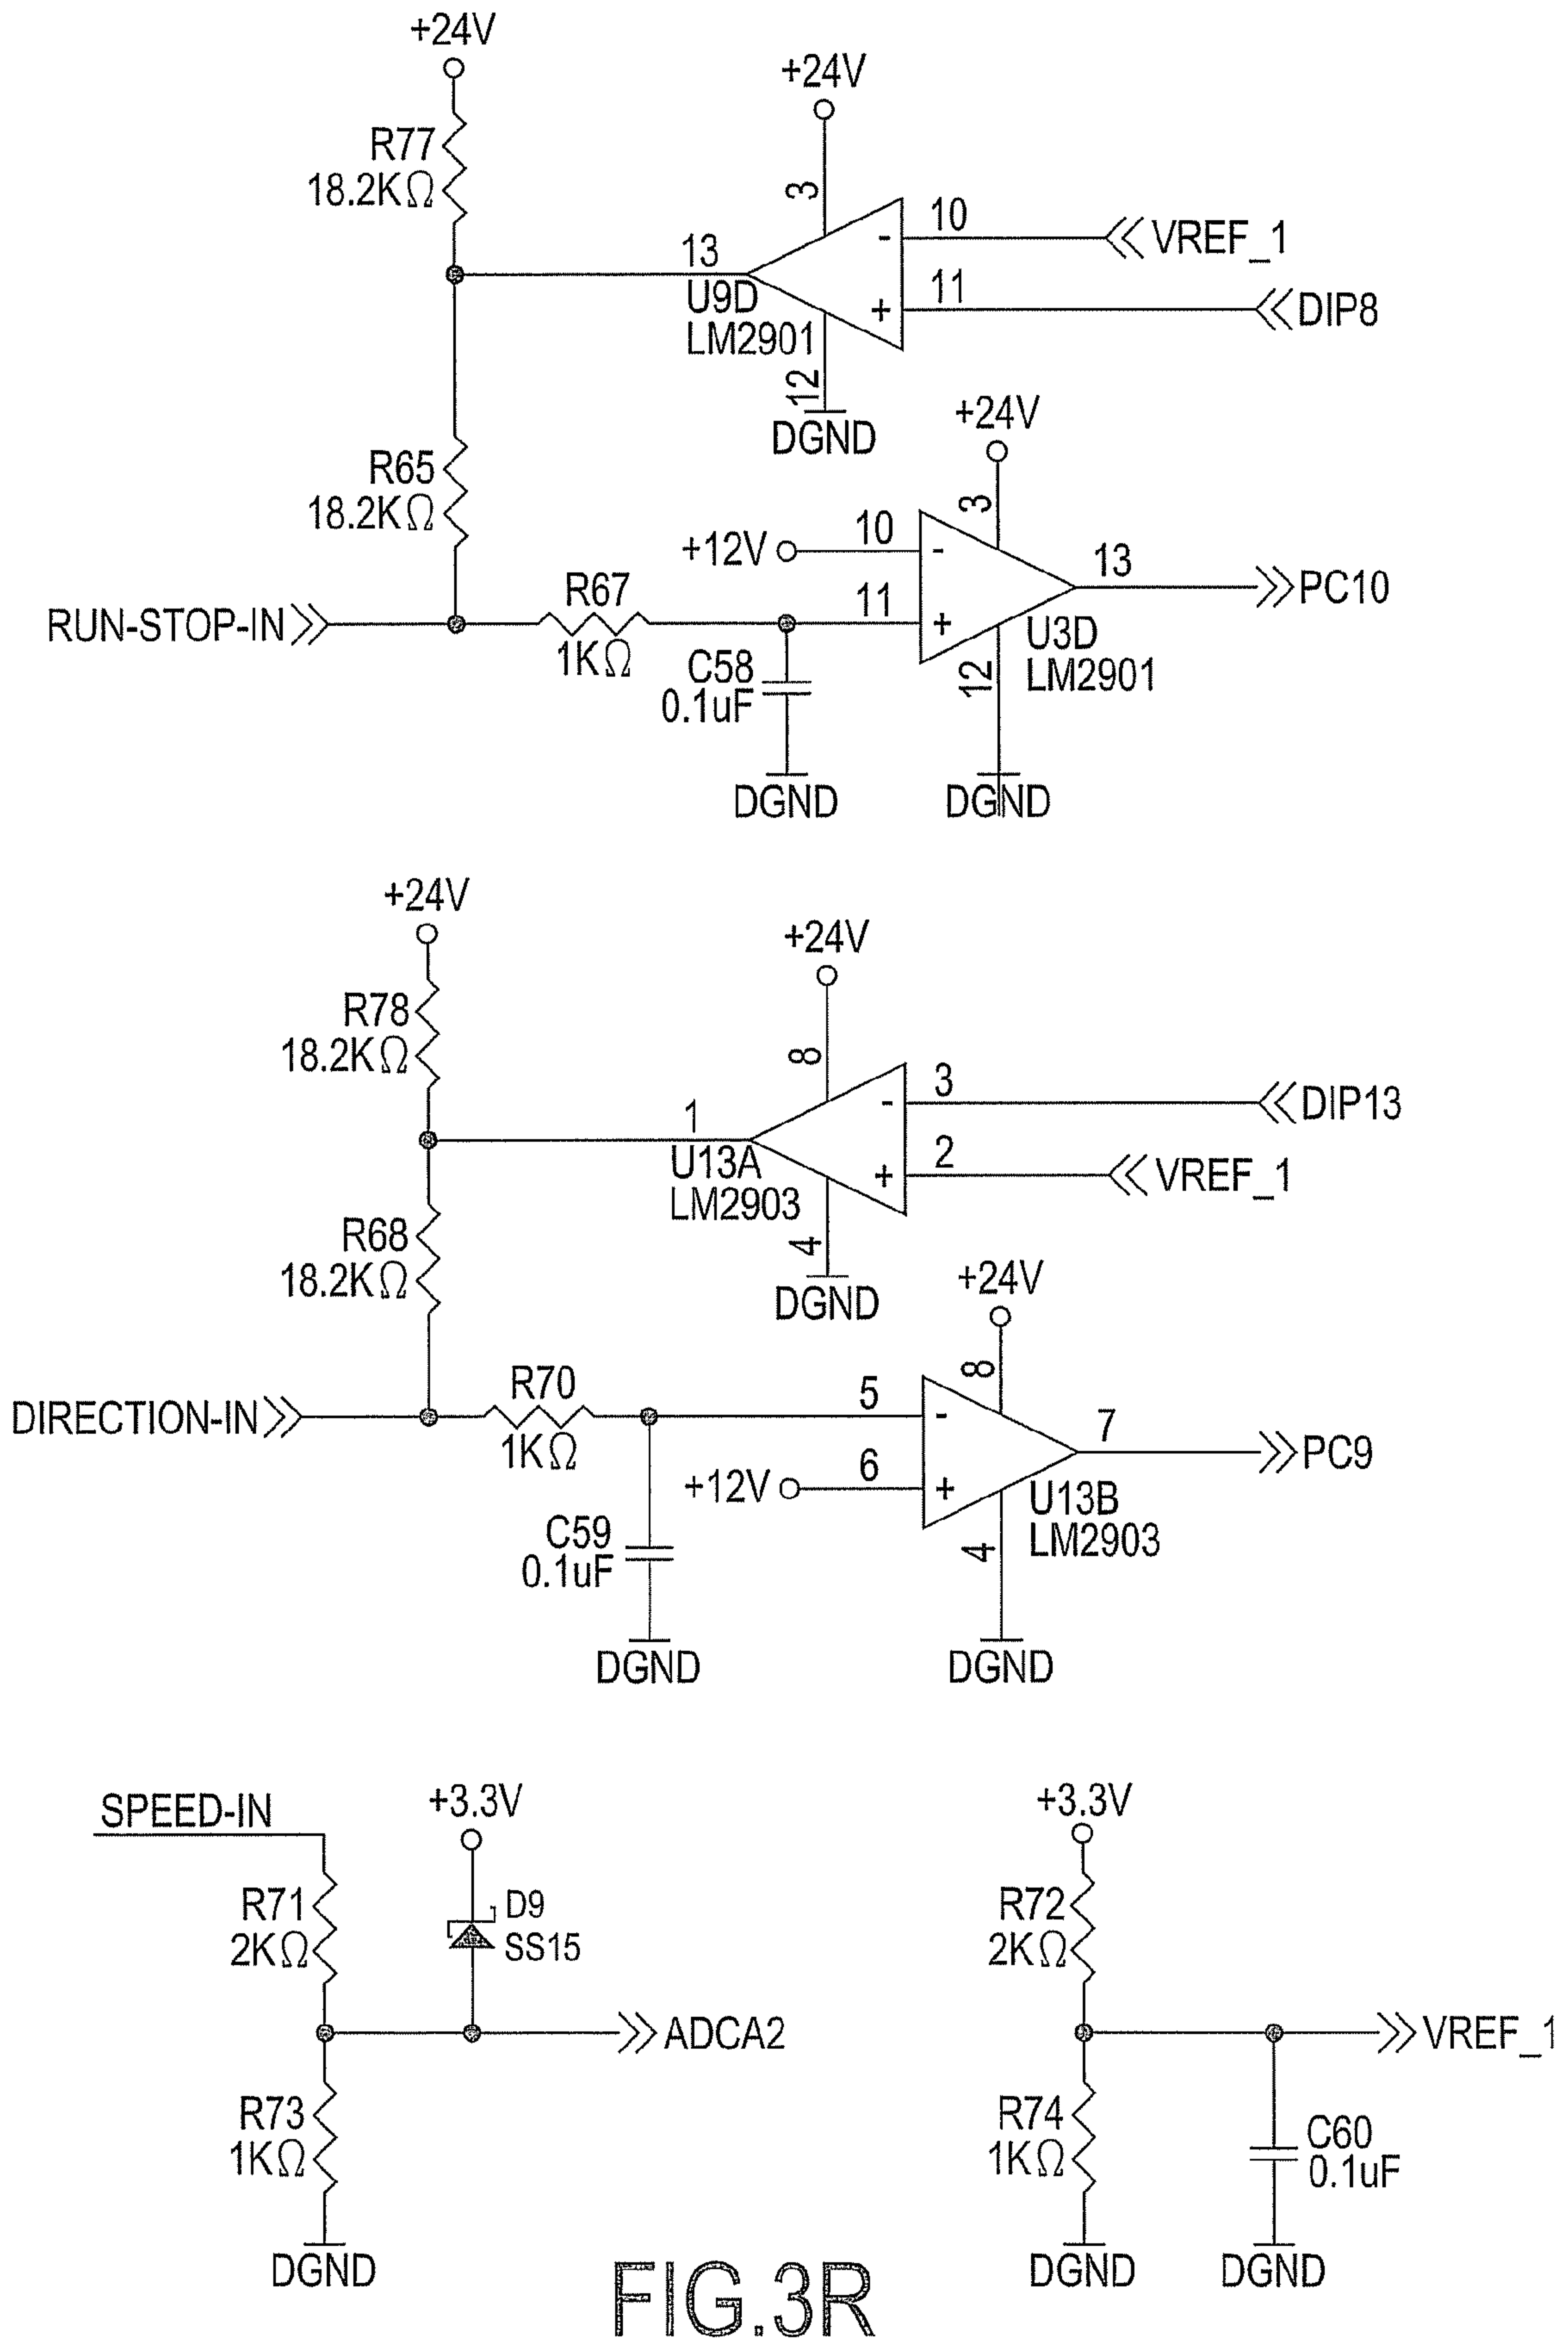 +24V
R77
18.2KΩ
+24V
3
- 10 VREF_1
13
U9D
LM2901
+ 11 DIP8
12
DGND
R65
18.2KΩ
+24V
3
+12V 10 -
13 PC10
RUN-STOP-IN
R67
1KΩ
11 +
U3D
LM2901
C58
0.1uF
12
DGND
DGND
+24V
R78
18.2KΩ
+24V
8
- 3 DIP13
1
U13A
LM2903
+ 2 VREF_1
4
DGND
R68
18.2KΩ
+24V
8
DIRECTION-IN
R70
1KΩ
5 -
7 PC9
+12V 6 +
U13B
LM2903
C59
0.1uF
4
DGND
DGND
SPEED-IN
R71
2KΩ
+3.3V
D9
SS15
ADCA2
R73
1KΩ
DGND
+3.3V
R72
2KΩ
VREF_1
R74
1KΩ
C60
0.1uF
DGND
DGND
FIG.3R